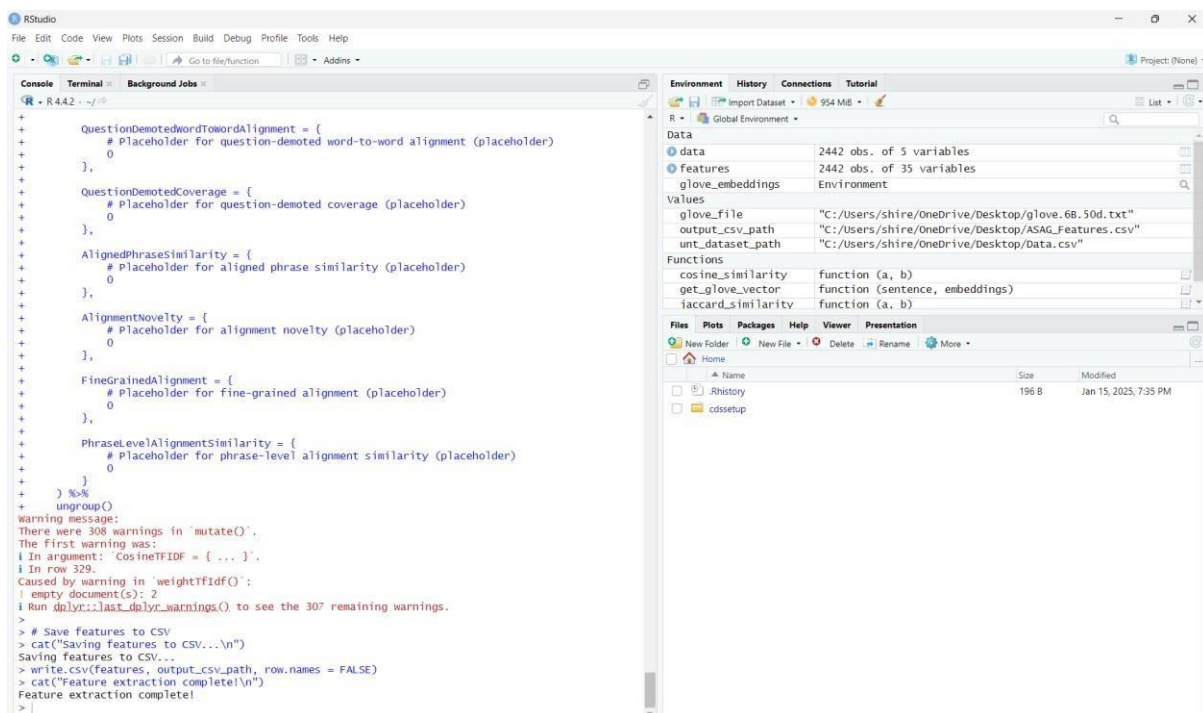 RStudio
File Edit Code View Plots Session Build Debug Profile Tools Help
Go to file/function Addins Project: (None)
Console Terminal Background Jobs
R 4.4.2 · ~/
+
+ QuestionDemotedWordToWordAlignment = {
+ # Placeholder for question-demoted word-to-word alignment (placeholder)
+ 0
+ },
+
+ QuestionDemotedCoverage = {
+ # Placeholder for question-demoted coverage (placeholder)
+ 0
+ },
+
+ AlignedPhraseSimilarity = {
+ # Placeholder for aligned phrase similarity (placeholder)
+ 0
+ },
+
+ AlignmentNovelty = {
+ # Placeholder for alignment novelty (placeholder)
+ 0
+ },
+
+ FineGrainedAlignment = {
+ # Placeholder for fine-grained alignment (placeholder)
+ 0
+ },
+
+ PhraseLevelAlignmentSimilarity = {
+ # Placeholder for phrase-level alignment similarity (placeholder)
+ 0
+ }
+ ) %>%
+ ungroup()
Warning message:
There were 308 warnings in `mutate()`.
The first warning was:
ℹ In argument: `CosineTFIDF = { ... }`.
ℹ In row 329.
Caused by warning in `weightTfIdf()`:
! empty document(s): 2
ℹ Run dplyr::last_dplyr_warnings() to see the 307 remaining warnings.
>
> # Save features to CSV
> cat("Saving features to CSV...\n")
Saving features to CSV...
> write.csv(features, output_csv_path, row.names = FALSE)
> cat("Feature extraction complete!\n")
Feature extraction complete!
>
Environment History Connections Tutorial
Import Dataset 954 MiB List
R Global Environment
Data
data 2442 obs. of 5 variables
features 2442 obs. of 35 variables
glove_embeddings Environment
Values
glove_file "C:/Users/shire/OneDrive/Desktop/glove.6B.50d.txt"
output_csv_path "C:/Users/shire/OneDrive/Desktop/ASAG_Features.csv"
unt_dataset_path "C:/Users/shire/OneDrive/Desktop/Data.csv"
Functions
cosine_similarity function (a, b)
get_glove_vector function (sentence, embeddings)
jaccard_similarity function (a, b)
Files Plots Packages Help Viewer Presentation
New Folder New File Delete Rename More
Home
Name Size Modified
.Rhistory 196 B Jan 15, 2025, 7:35 PM
cdssetup